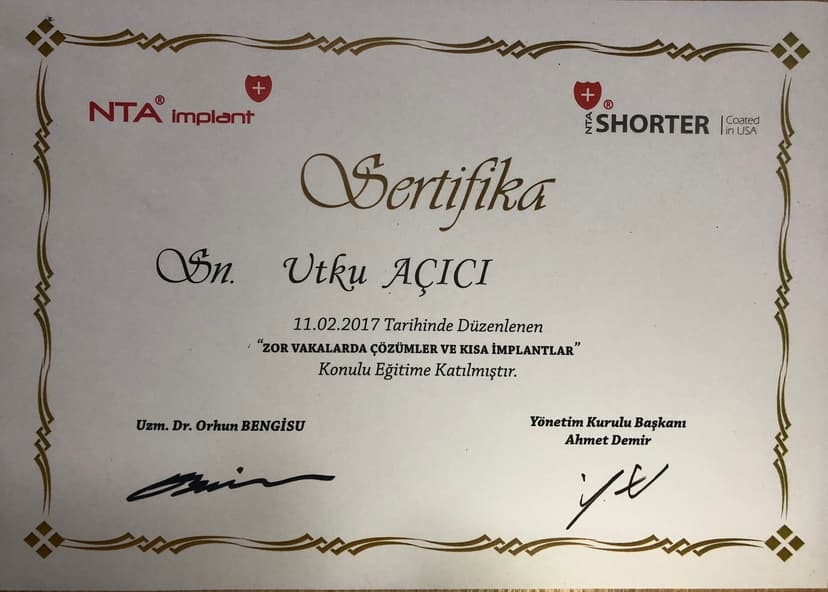 NTA® implant
NTA SHORTER® | Coated in USA
Sertifika
Sn. Utku AÇICI
11.02.2017 Tarihinde Düzenlenen
“ZOR VAKALARDA ÇÖZÜMLER VE KISA İMPLANTLAR”
Konulu Eğitime Katılmıştır.
Uzm. Dr. Orhun BENGİSU
Yönetim Kurulu Başkanı
Ahmet Demir